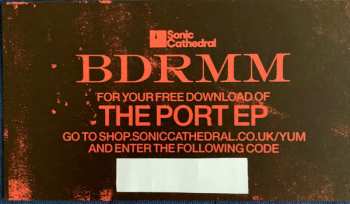 Sonic
Cathedral
BDRMM
FOR YOUR FREE DOWNLOAD OF
THE PORT EP
GO TO SHOP.SONICCATHEDRAL.CO.UK/YUM
AND ENTER THE FOLLOWING CODE